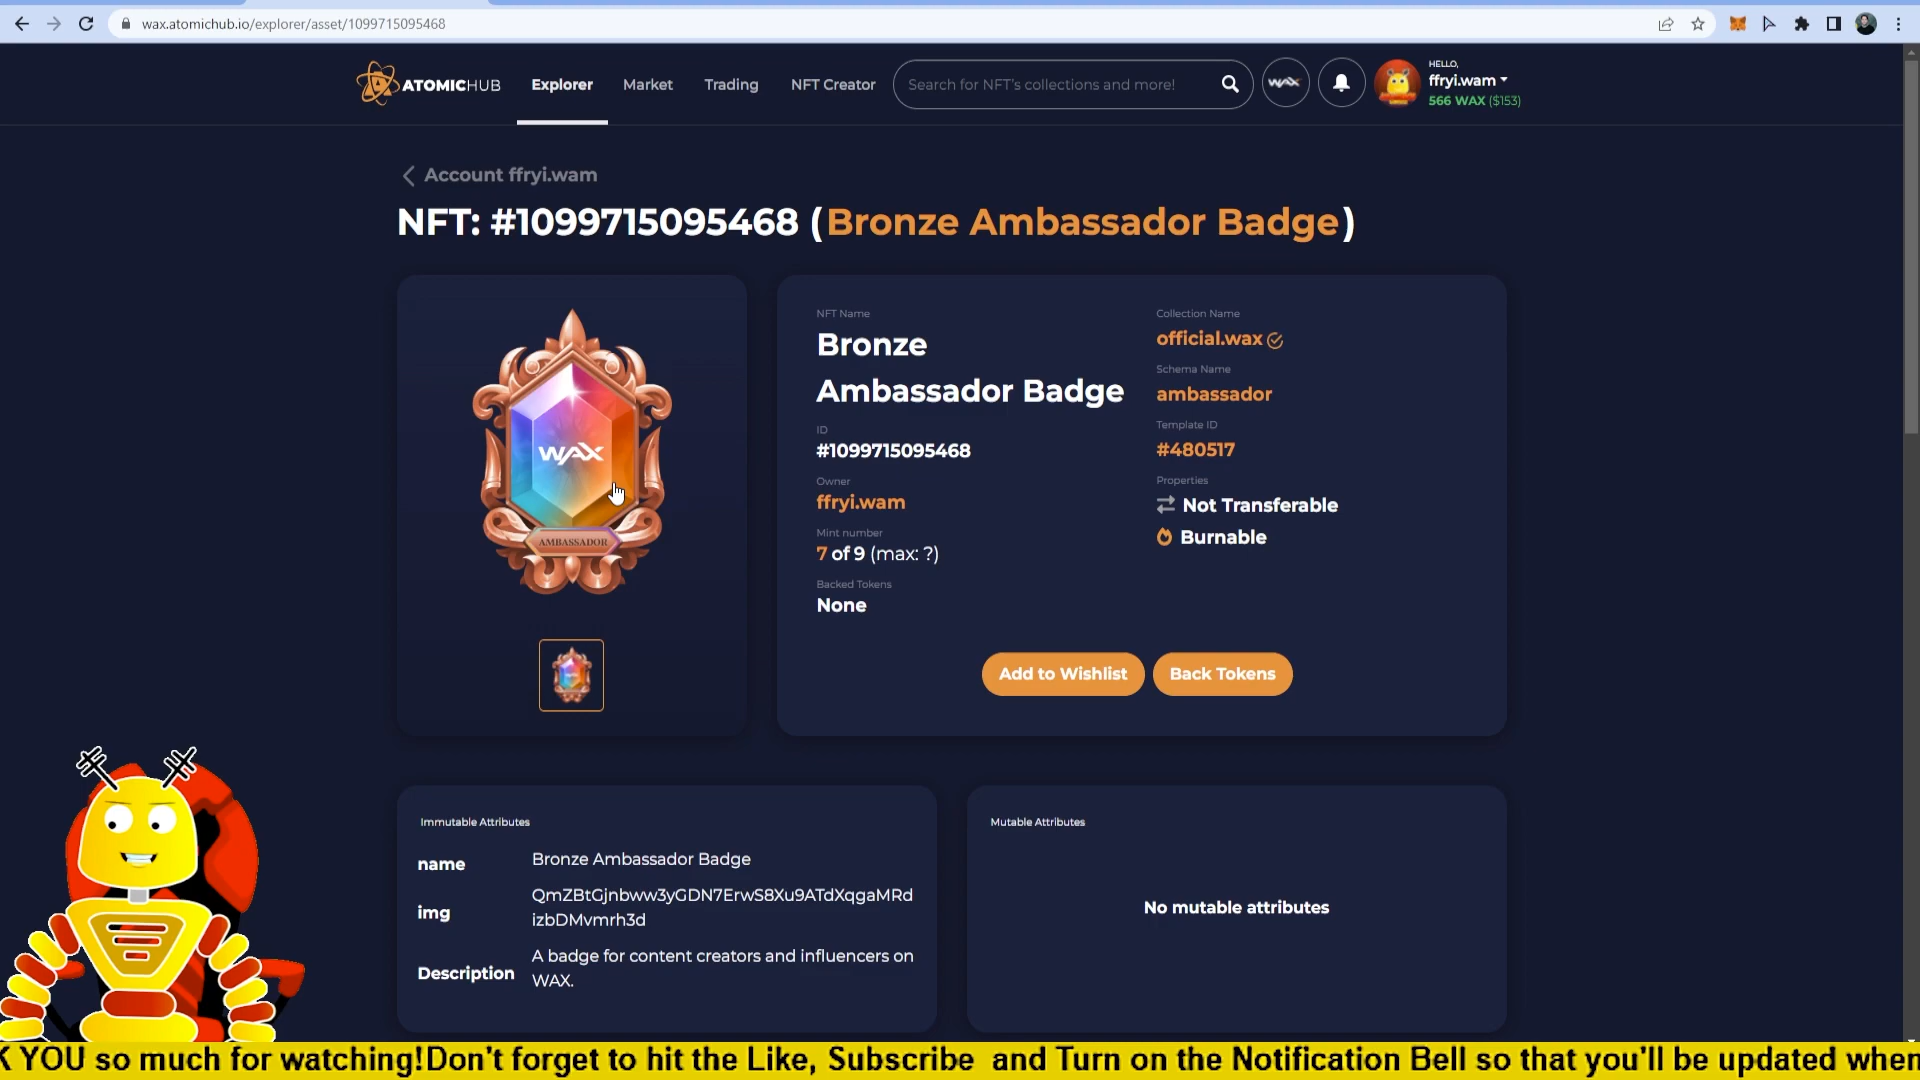 wax.atomichub.io/explorer/asset/1099715095468
ATOMICHUB
Explorer
Market
Trading
NFT Creator
Search for NFT's collections and more!
WAX
HELLO,
ffryi.wam
566 WAX ($153)
Account ffryi.wam
NFT: #1099715095468 (Bronze Ambassador Badge)
WAX
AMBASSADOR
NFT Name
Bronze
Ambassador Badge
ID
#1099715095468
Owner
ffryi.wam
Mint number
7 of 9 (max: ?)
Backed Tokens
None
Collection Name
official.wax
Schema Name
ambassador
Template ID
#480517
Properties
Not Transferable
Burnable
Add to Wishlist
Back Tokens
Immutable Attributes
name
Bronze Ambassador Badge
img
QmZBtGjnbww3yGDN7ErwS8Xu9ATdXqgaMRd
izbDMvmrh3d
Description
A badge for content creators and influencers on
WAX.
Mutable Attributes
No mutable attributes
K YOU so much for watching!Don't forget to hit the Like, Subscribe and Turn on the Notification Bell so that you'll be updated when